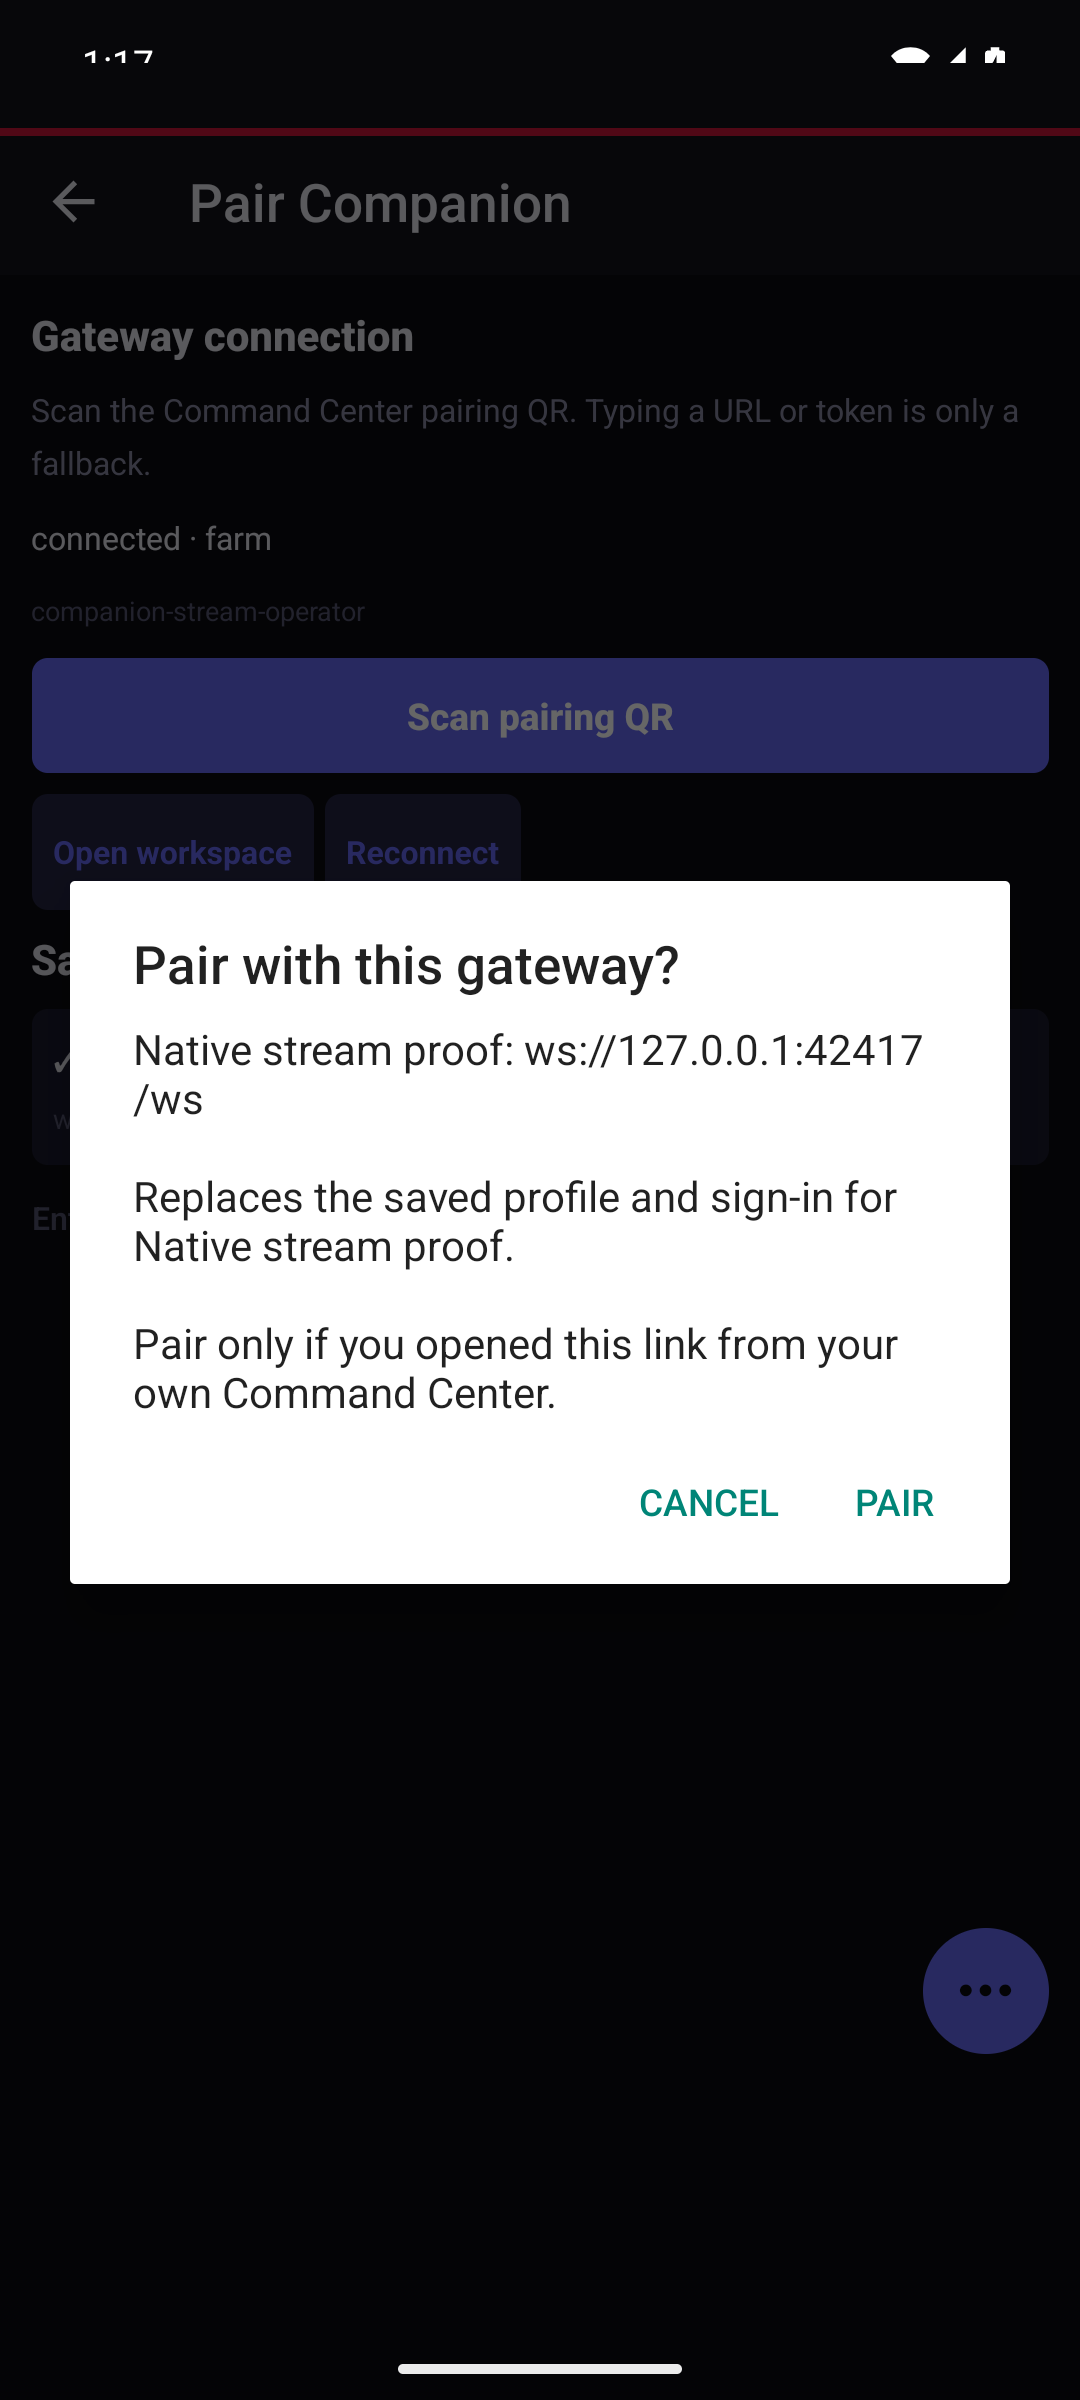 Pair Companion
Gateway connection
Scan the Command Center pairing QR. Typing a URL or token is only a
fallback.
connected · farm
companion-stream-operator
Scan pairing QR
Open workspace
Reconnect
Pair with this gateway?
Native stream proof: ws://127.0.0.1:42417
/ws
Replaces the saved profile and sign-in for
Native stream proof.
Pair only if you opened this link from your
own Command Center.
CANCEL
PAIR